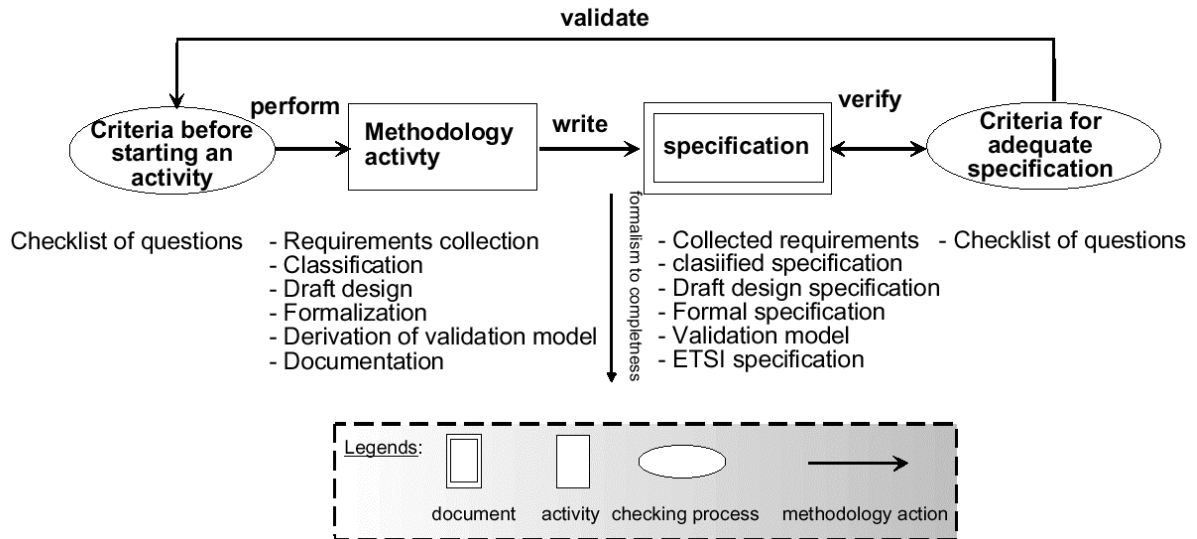 validate
perform
write
verify
Criteria before
starting an
activity
Methodology
activty
specification
Criteria for
adequate
specification
Checklist of questions
- Requirements collection
- Classification
- Draft design
- Formalization
- Derivation of validation model
- Documentation
formalism to completness
- Collected requirements
- clasiified specification
- Draft design specification
- Formal specification
- Validation model
- ETSI specification
- Checklist of questions
Legends:
document
activity
checking process
methodology action